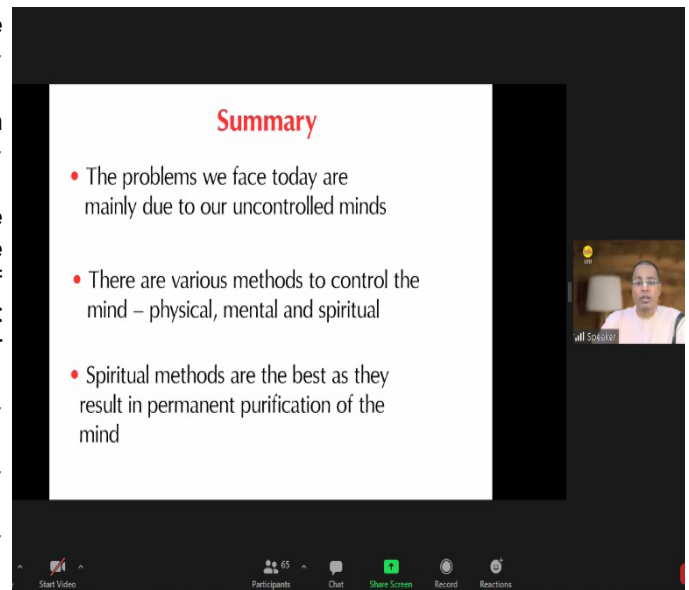 Summary
• The problems we face today are
mainly due to our uncontrolled minds
• There are various methods to control the
mind – physical, mental and spiritual
• Spiritual methods are the best as they
result in permanent purification of the
mind
Speaker
65
Start Video
Participants
Chat
Share Screen
Record
Reactions